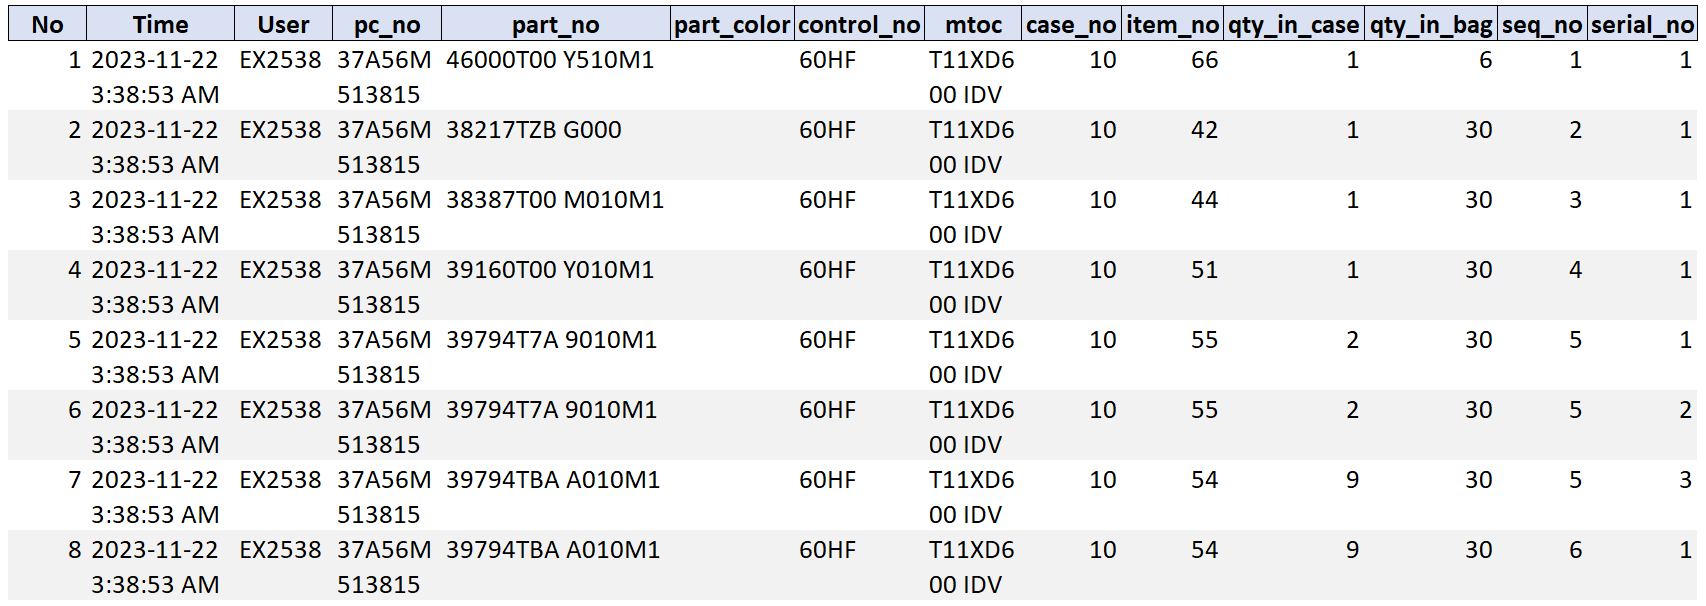 No Time User pc_no part_no part_color control_no mtoc case_no item_no qty_in_case qty_in_bag seq_no serial_no
1 2023-11-22 EX2538 37A56M 46000T00 Y510M1 60HF T11XD6 10 66 1 6 1 1
3:38:53 AM 513815 00 IDV
2 2023-11-22 EX2538 37A56M 38217TZB G000 60HF T11XD6 10 42 1 30 2 1
3:38:53 AM 513815 00 IDV
3 2023-11-22 EX2538 37A56M 38387T00 M010M1 60HF T11XD6 10 44 1 30 3 1
3:38:53 AM 513815 00 IDV
4 2023-11-22 EX2538 37A56M 39160T00 Y010M1 60HF T11XD6 10 51 1 30 4 1
3:38:53 AM 513815 00 IDV
5 2023-11-22 EX2538 37A56M 39794T7A 9010M1 60HF T11XD6 10 55 2 30 5 1
3:38:53 AM 513815 00 IDV
6 2023-11-22 EX2538 37A56M 39794T7A 9010M1 60HF T11XD6 10 55 2 30 5 2
3:38:53 AM 513815 00 IDV
7 2023-11-22 EX2538 37A56M 39794TBA A010M1 60HF T11XD6 10 54 9 30 5 3
3:38:53 AM 513815 00 IDV
8 2023-11-22 EX2538 37A56M 39794TBA A010M1 60HF T11XD6 10 54 9 30 6 1
3:38:53 AM 513815 00 IDV